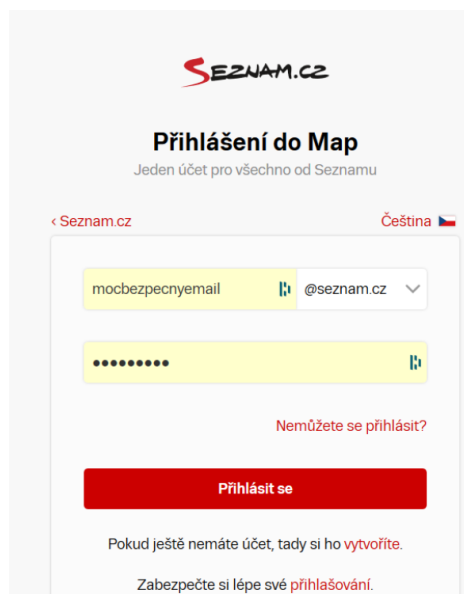 SEZNAM.CZ
Přihlášení do Map
Jeden účet pro všechno od Seznamu
‹ Seznam.cz Čeština
mocbezpecnyemail @seznam.cz
•••••••••
Nemůžete se přihlásit?
Přihlásit se
Pokud ještě nemáte účet, tady si ho vytvoříte.
Zabezpečte si lépe své přihlašování.